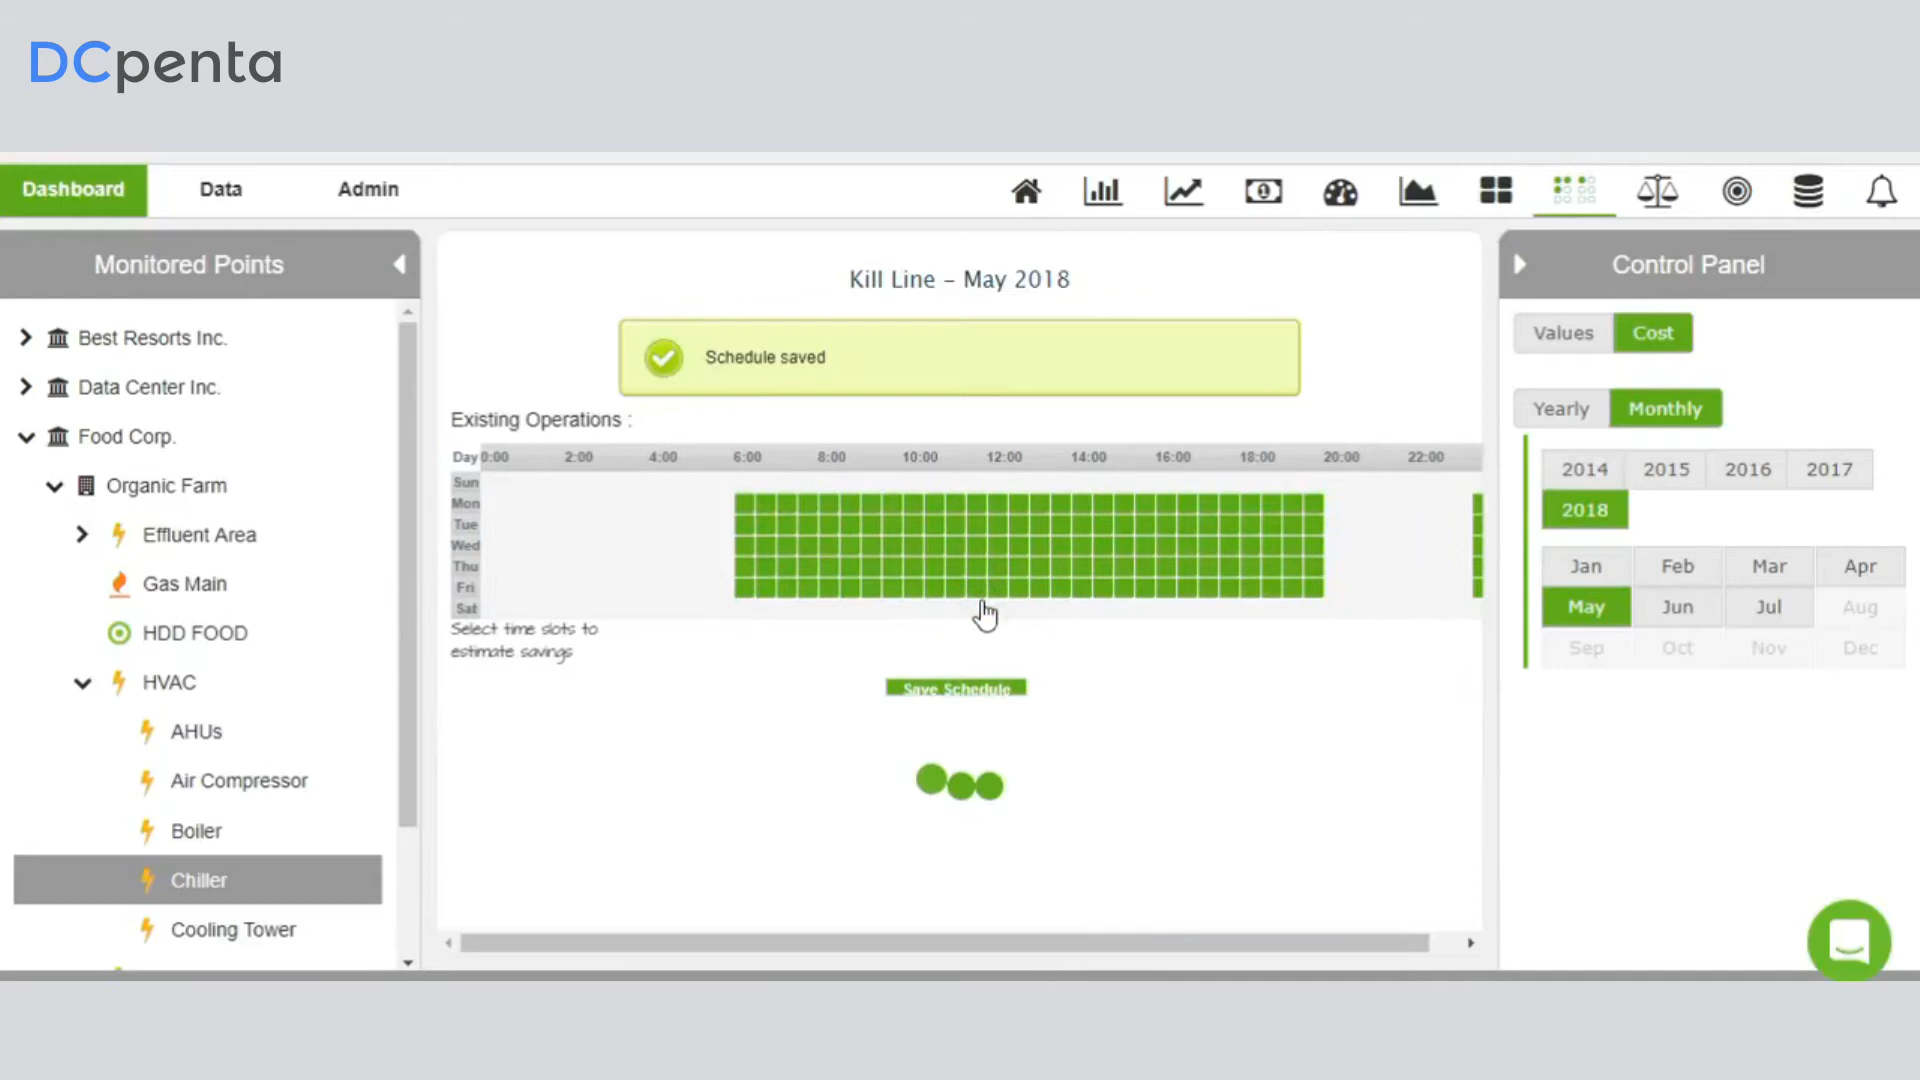 DCpenta
Dashboard Data Admin
Monitored Points
Best Resorts Inc.
Data Center Inc.
Food Corp.
Organic Farm
Effluent Area
Gas Main
HDD FOOD
HVAC
AHUs
Air Compressor
Boiler
Chiller
Cooling Tower
Kill Line - May 2018
Schedule saved
Existing Operations :
Day 0:00 2:00 4:00 6:00 8:00 10:00 12:00 14:00 16:00 18:00 20:00 22:00
Sun
Mon
Tue
Wed
Thu
Fri
Sat
Select time slots to
estimate savings
Save Schedule
Control Panel
Values Cost
Yearly Monthly
2014 2015 2016 2017
2018
Jan Feb Mar Apr
May Jun Jul Aug
Sep Oct Nov Dec